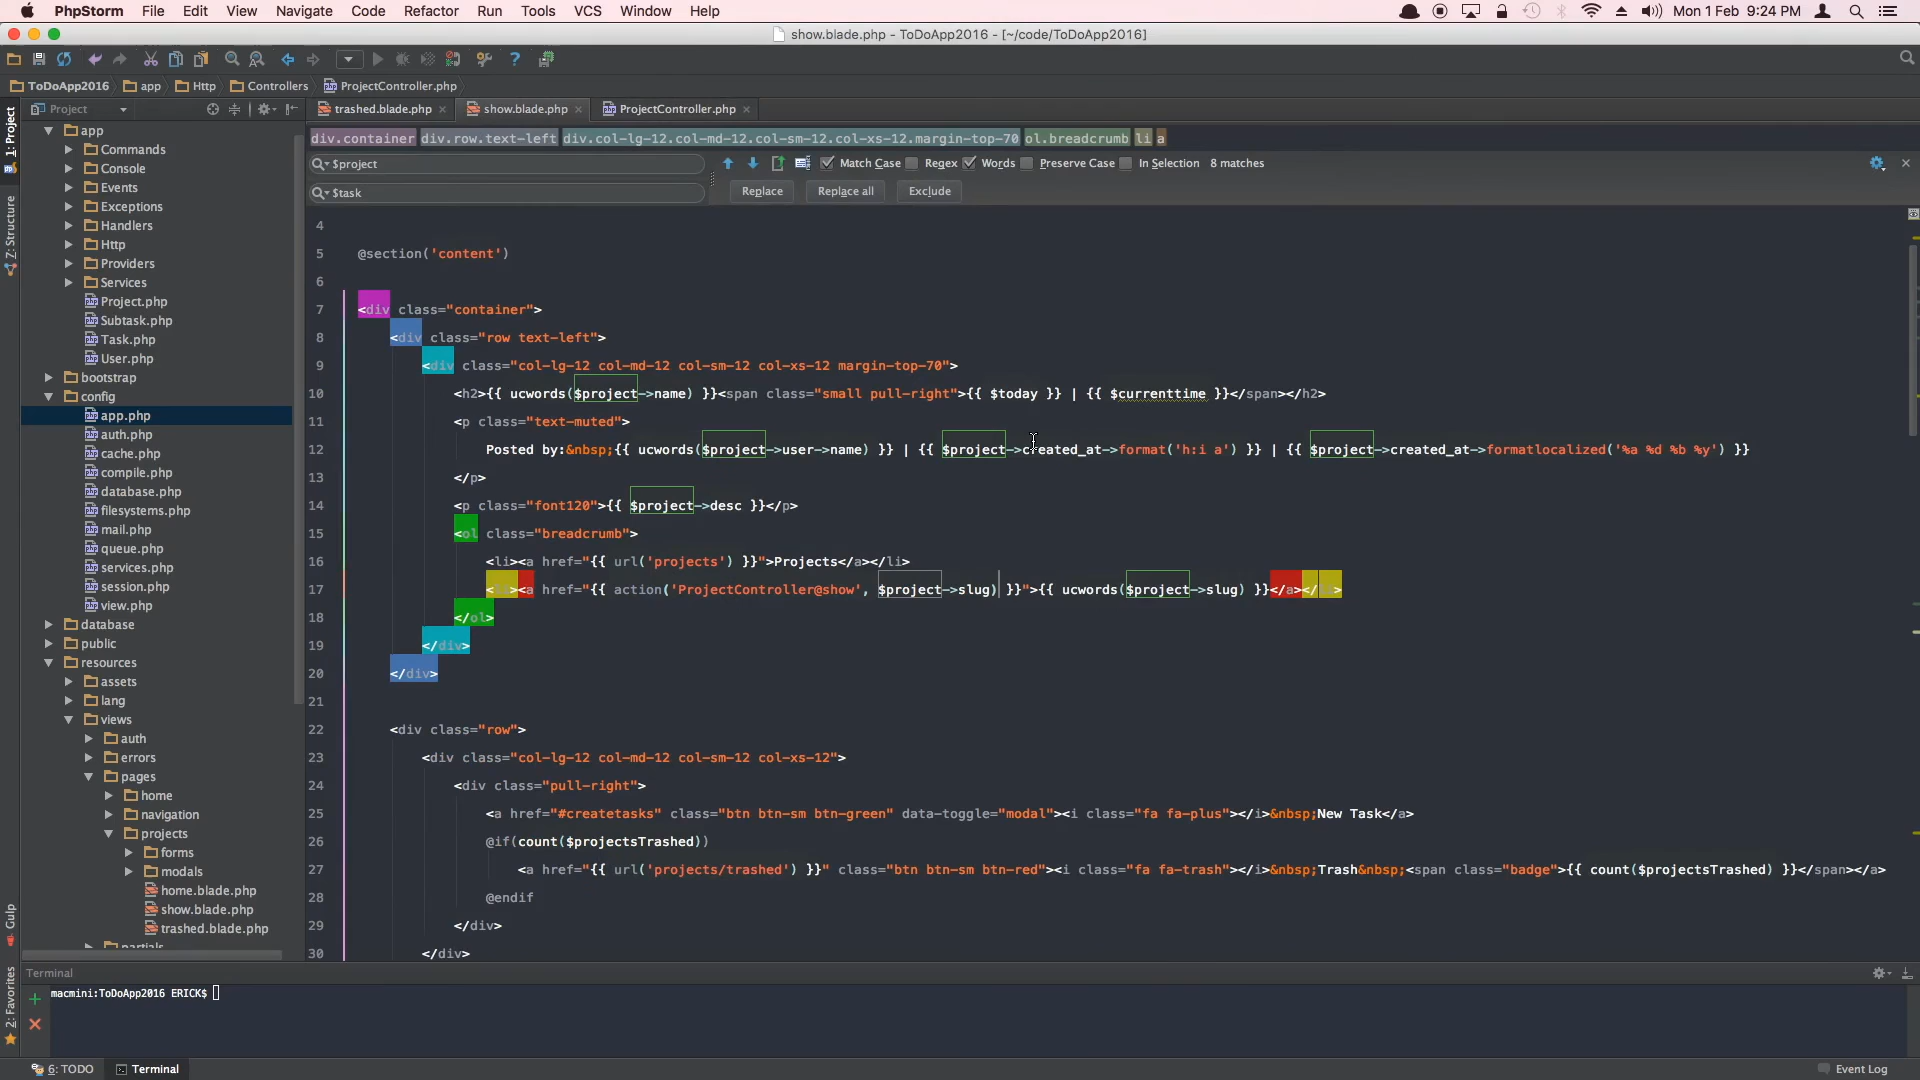 PhpStorm File Edit View Navigate Code Refactor Run Tools VCS Window Help Mon 1 Feb 9:24 PM
show.blade.php - ToDoApp2016 - [~/code/ToDoApp2016]
ToDoApp2016 app Http Controllers ProjectController.php
1: Project
Z: Structure
Gulp
2: Favorites
Project
app
Commands
Console
Events
Exceptions
Handlers
Http
Providers
Services
Project.php
Subtask.php
Task.php
User.php
bootstrap
config
app.php
auth.php
cache.php
compile.php
database.php
filesystems.php
mail.php
queue.php
services.php
session.php
view.php
database
public
resources
assets
lang
views
auth
errors
pages
home
navigation
projects
forms
modals
home.blade.php
show.blade.php
trashed.blade.php
partials
trashed.blade.php show.blade.php ProjectController.php
div.container div.row.text-left div.col-lg-12.col-md-12.col-sm-12.col-xs-12.margin-top-70 ol.breadcrumb li a
$project Match Case Regex Words Preserve Case In Selection 8 matches
$task Replace Replace all Exclude
4
5 @section('content')
6
7 <div class="container">
8 <div class="row text-left">
9 <div class="col-lg-12 col-md-12 col-sm-12 col-xs-12 margin-top-70">
10 <h2>{{ ucwords($project->name) }}<span class="small pull-right">{{ $today }} | {{ $currenttime }}</span></h2>
11 <p class="text-muted">
12 Posted by:&nbsp;{{ ucwords($project->user->name) }} | {{ $project->created_at->format('h:i a') }} | {{ $project->created_at->formatlocalized('%a %d %b %y') }}
13 </p>
14 <p class="font120">{{ $project->desc }}</p>
15 <ol class="breadcrumb">
16 <li><a href="{{ url('projects') }}">Projects</a></li>
17 <li><a href="{{ action('ProjectController@show', $project->slug) }}">{{ ucwords($project->slug) }}</a></li>
18 </ol>
19 </div>
20 </div>
21
22 <div class="row">
23 <div class="col-lg-12 col-md-12 col-sm-12 col-xs-12">
24 <div class="pull-right">
25 <a href="#createtasks" class="btn btn-sm btn-green" data-toggle="modal"><i class="fa fa-plus"></i>&nbsp;New Task</a>
26 @if(count($projectsTrashed))
27 <a href="{{ url('projects/trashed') }}" class="btn btn-sm btn-red"><i class="fa fa-trash"></i>&nbsp;Trash&nbsp;<span class="badge">{{ count($projectsTrashed) }}</span></a>
28 @endif
29 </div>
30 </div>
Terminal
macmini:ToDoApp2016 ERICK$
6: TODO Terminal Event Log